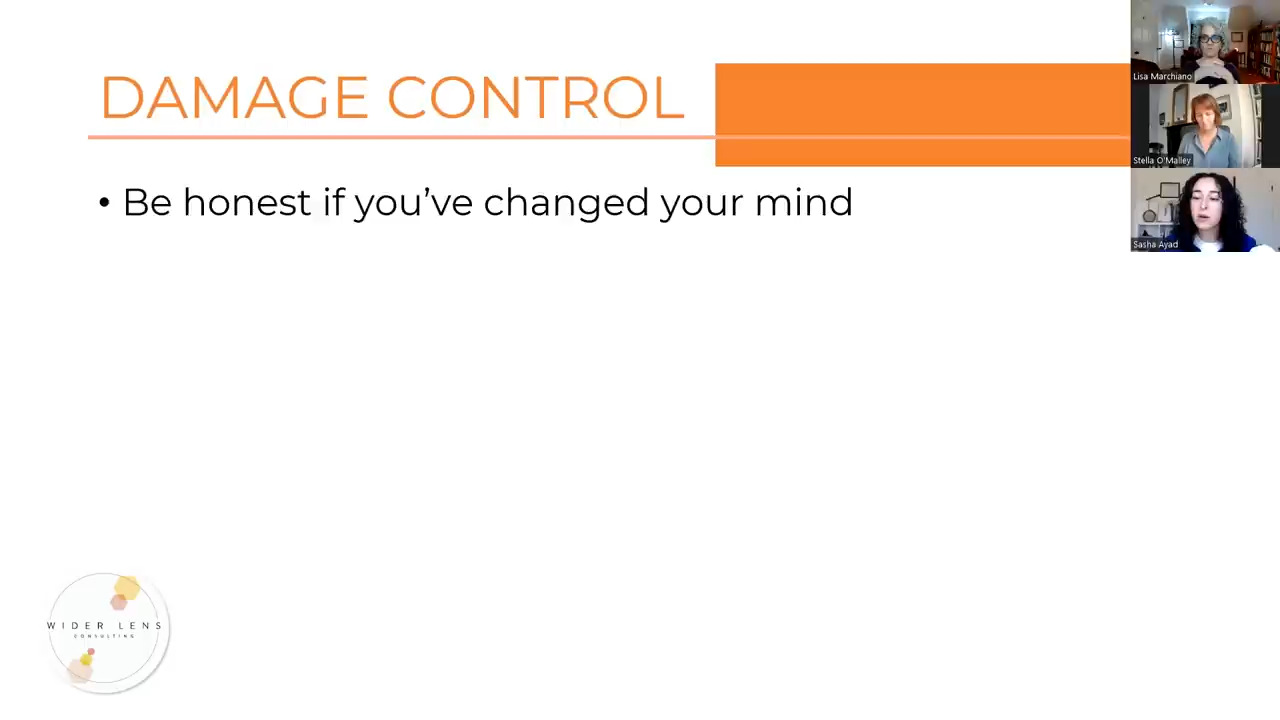 DAMAGE CONTROL
• Be honest if you’ve changed your mind
Lisa Marchiano
Stella O'Malley
Sasha Ayad
WIDER LENS
CONSULTING